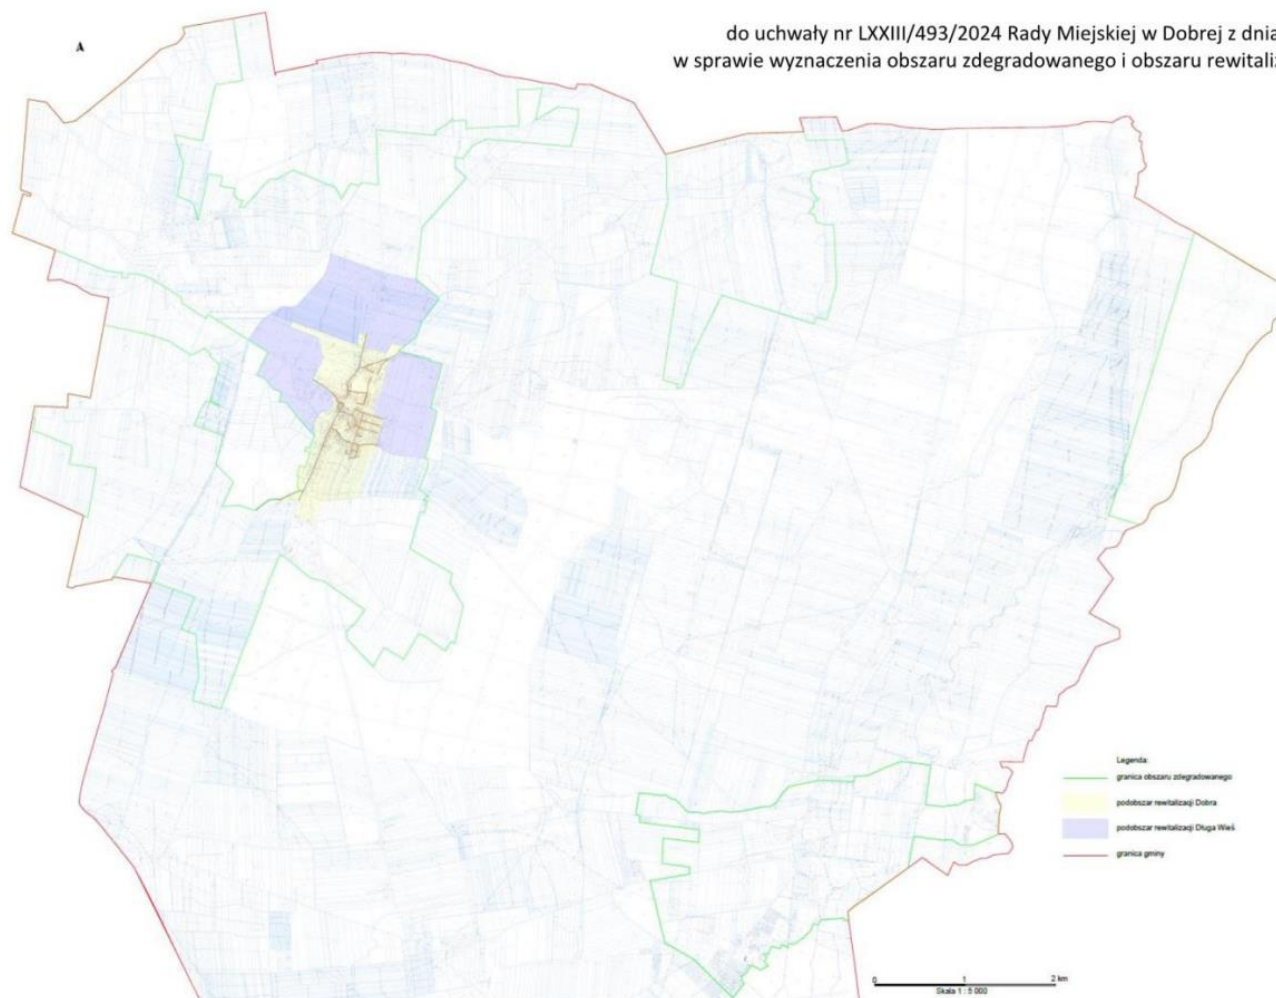 do uchwały nr LXXIII/493/2024 Rady Miejskiej w Dobrej z dnia
w sprawie wyznaczenia obszaru zdegradowanego i obszaru rewitaliz
A
Legenda:
granica obszaru zdegradowanego
podobszar rewitalizacji Dobra
podobszar rewitalizacji Długa Wieś
granica gminy
0 1 2 km
Skala 1 : 5 000